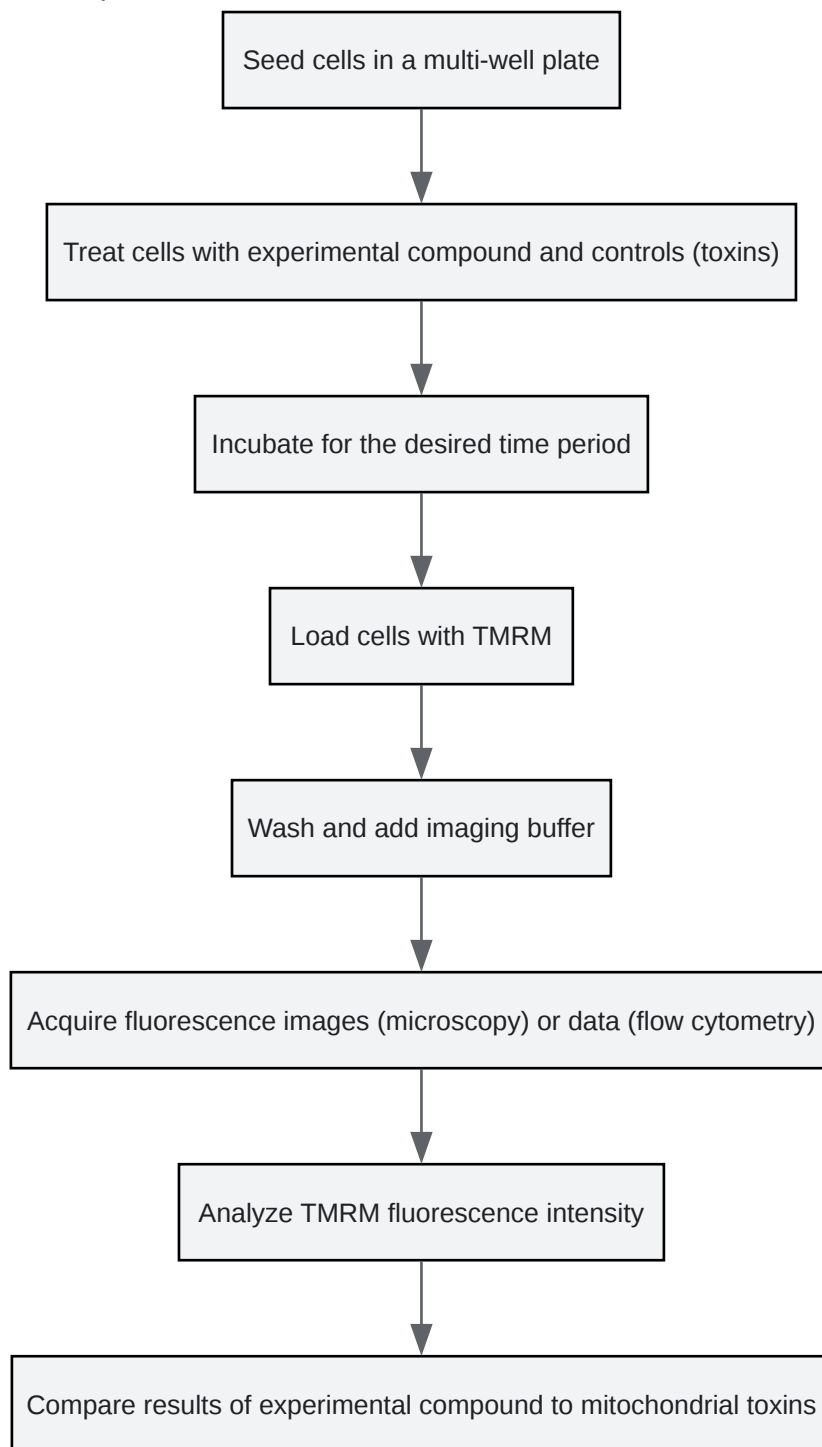 Seed cells in a multi-well plate
Treat cells with experimental compound and controls (toxins)
Incubate for the desired time period
Load cells with TMRM
Wash and add imaging buffer
Acquire fluorescence images (microscopy) or data (flow cytometry)
Analyze TMRM fluorescence intensity
Compare results of experimental compound to mitochondrial toxins